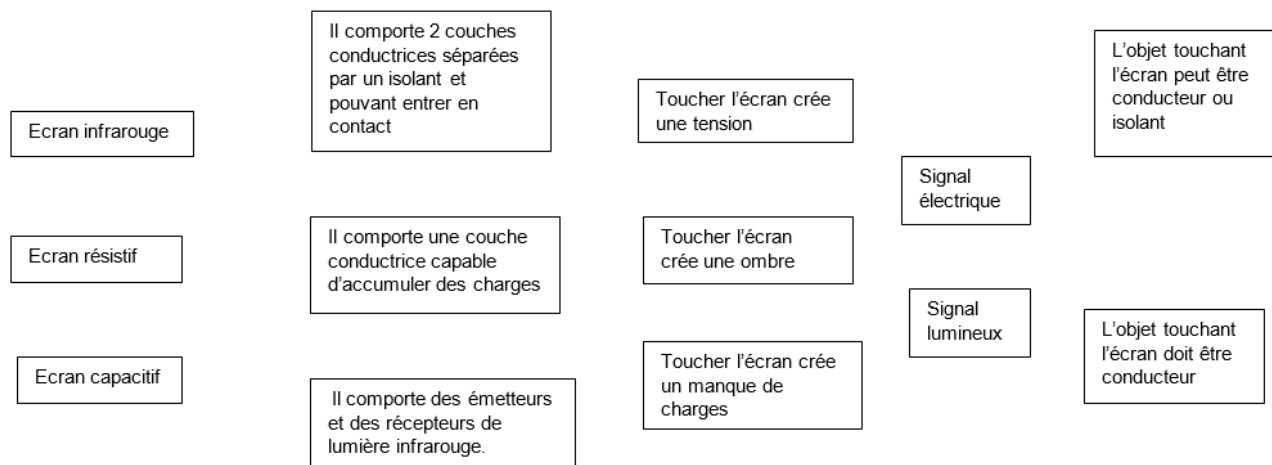 Ecran infrarouge
Ecran résistif
Ecran capacitif
Il comporte 2 couches
conductrices séparées
par un isolant et
pouvant entrer en
contact
Il comporte une couche
conductrice capable
d’accumuler des charges
Il comporte des émetteurs
et des récepteurs de
lumière infrarouge.
Toucher l’écran crée
une tension
Toucher l’écran
crée une ombre
Toucher l’écran crée
un manque de
charges
Signal
électrique
Signal
lumineux
L’objet touchant
l’écran peut être
conducteur ou
isolant
L’objet touchant
l’écran doit être
conducteur